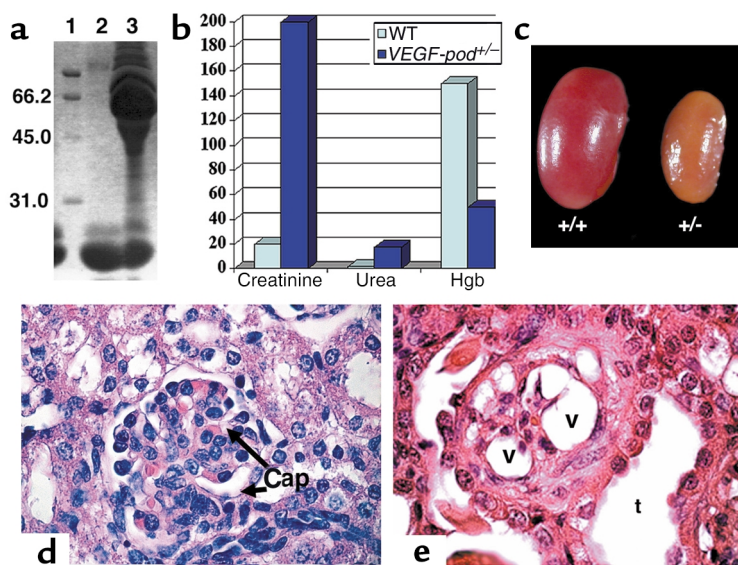 a
1 2 3
66.2
45.0
31.0
b
200
180
160
140
120
100
80
60
40
20
0
WT
VEGF-pod+/−
Creatinine Urea Hgb
c
+/+ +/-
Cap
d
v
v
t
e